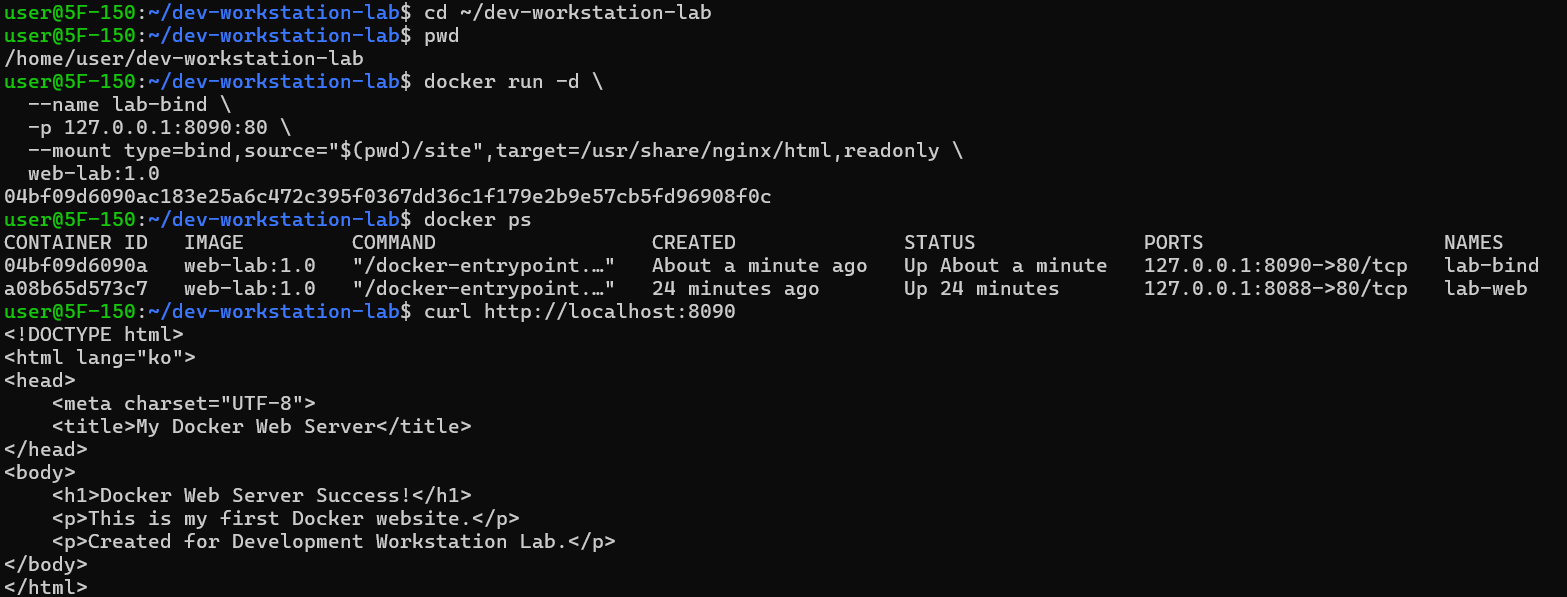 user@5F-150:~/dev-workstation-lab$ cd ~/dev-workstation-lab
user@5F-150:~/dev-workstation-lab$ pwd
/home/user/dev-workstation-lab
user@5F-150:~/dev-workstation-lab$ docker run -d \
  --name lab-bind \
  -p 127.0.0.1:8090:80 \
  --mount type=bind,source="$(pwd)/site",target=/usr/share/nginx/html,readonly \
  web-lab:1.0
04bf09d6090ac183e25a6c472c395f0367dd36c1f179e2b9e57cb5fd96908f0c
user@5F-150:~/dev-workstation-lab$ docker ps
CONTAINER ID   IMAGE         COMMAND                  CREATED              STATUS              PORTS                    NAMES
04bf09d6090a   web-lab:1.0   "/docker-entrypoint.…"   About a minute ago   Up About a minute   127.0.0.1:8090->80/tcp   lab-bind
a08b65d573c7   web-lab:1.0   "/docker-entrypoint.…"   24 minutes ago       Up 24 minutes       127.0.0.1:8088->80/tcp   lab-web
user@5F-150:~/dev-workstation-lab$ curl http://localhost:8090
<!DOCTYPE html>
<html lang="ko">
<head>
    <meta charset="UTF-8">
    <title>My Docker Web Server</title>
</head>
<body>
    <h1>Docker Web Server Success!</h1>
    <p>This is my first Docker website.</p>
    <p>Created for Development Workstation Lab.</p>
</body>
</html>